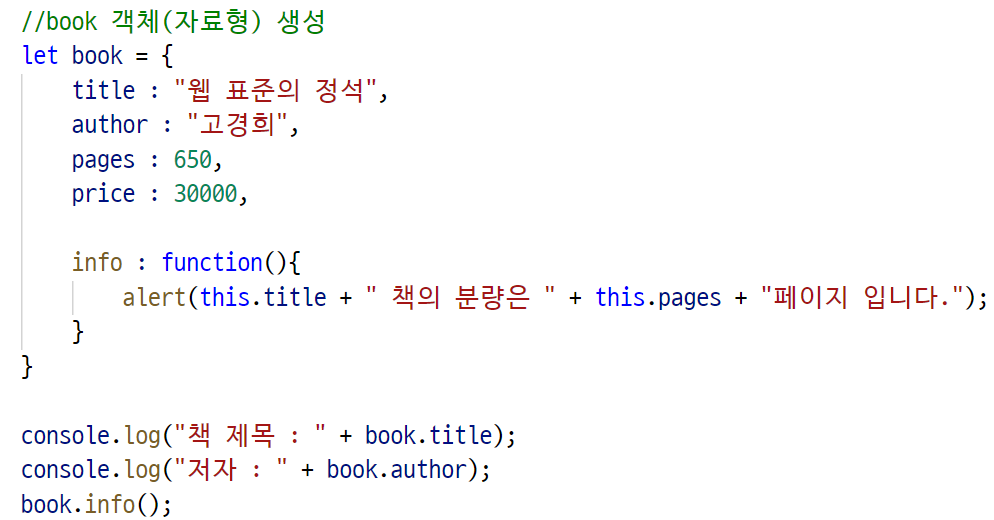 //book 객체(자료형) 생성
let book = {
    title : "웹 표준의 정석",
    author : "고경희",
    pages : 650,
    price : 30000,

    info : function(){
        alert(this.title + " 책의 분량은 " + this.pages + "페이지 입니다.");
    }
}

console.log("책 제목 : " + book.title);
console.log("저자 : " + book.author);
book.info();